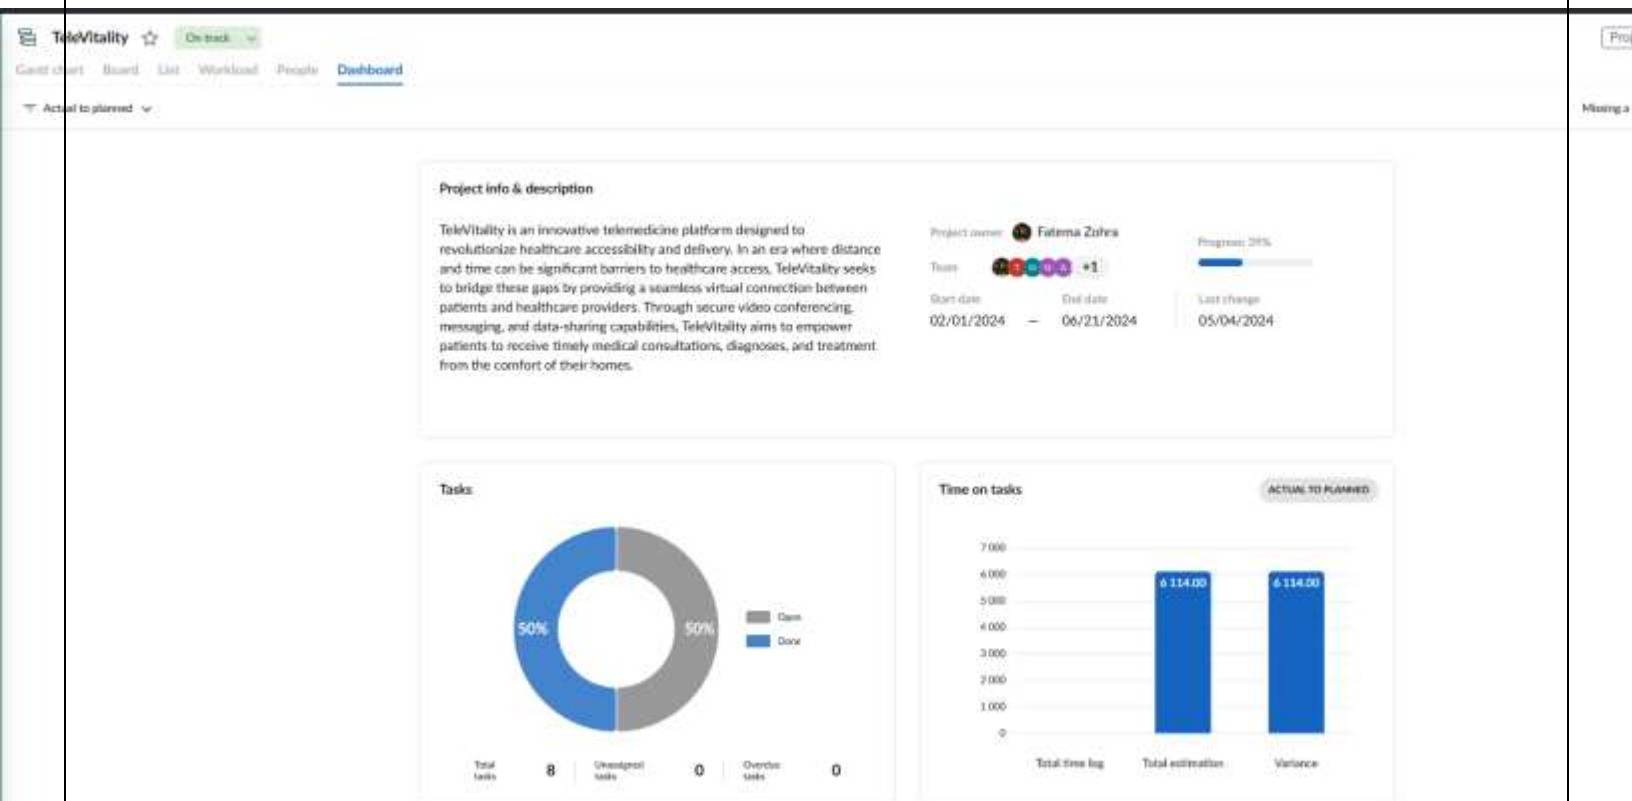 TeleVitality On track
Gantt chart Board List Workload People Dashboard
Actual to planned
Missing a
Project info & description
TeleVitality is an innovative telemedicine platform designed to
revolutionize healthcare accessibility and delivery. In an era where distance
and time can be significant barriers to healthcare access, TeleVitality seeks
to bridge these gaps by providing a seamless virtual connection between
patients and healthcare providers. Through secure video conferencing,
messaging, and data-sharing capabilities, TeleVitality aims to empower
patients to receive timely medical consultations, diagnoses, and treatment
from the comfort of their homes.
Project owner Fatema Zohra
Team +1
Start date End date
02/01/2024 – 06/21/2024
Progress: 39%
Last change
05/04/2024
Tasks
50% 50%
Open
Done
Total tasks 8 Unassigned tasks 0 Overdue tasks 0
Time on tasks ACTUAL TO PLANNED
7 000
6 000
5 000
4 000
3 000
2 000
1 000
0
6 114.00 6 114.00
Total time log Total estimation Variance